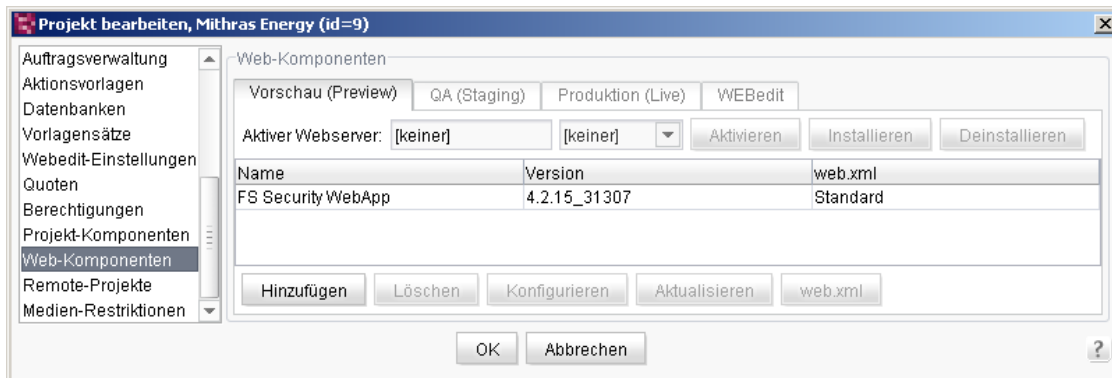 Projekt bearbeiten, Mithras Energy (id=9)
Auftragsverwaltung
Aktionsvorlagen
Datenbanken
Vorlagensätze
Webedit-Einstellungen
Quoten
Berechtigungen
Projekt-Komponenten
Web-Komponenten
Remote-Projekte
Medien-Restriktionen
Web-Komponenten
Vorschau (Preview) QA (Staging) Produktion (Live) WEBedit
Aktiver Webserver: [keiner] [keiner] Aktivieren Installieren Deinstallieren
Name Version web.xml
FS Security WebApp 4.2.15_31307 Standard
Hinzufügen Löschen Konfigurieren Aktualisieren web.xml
OK Abbrechen ?